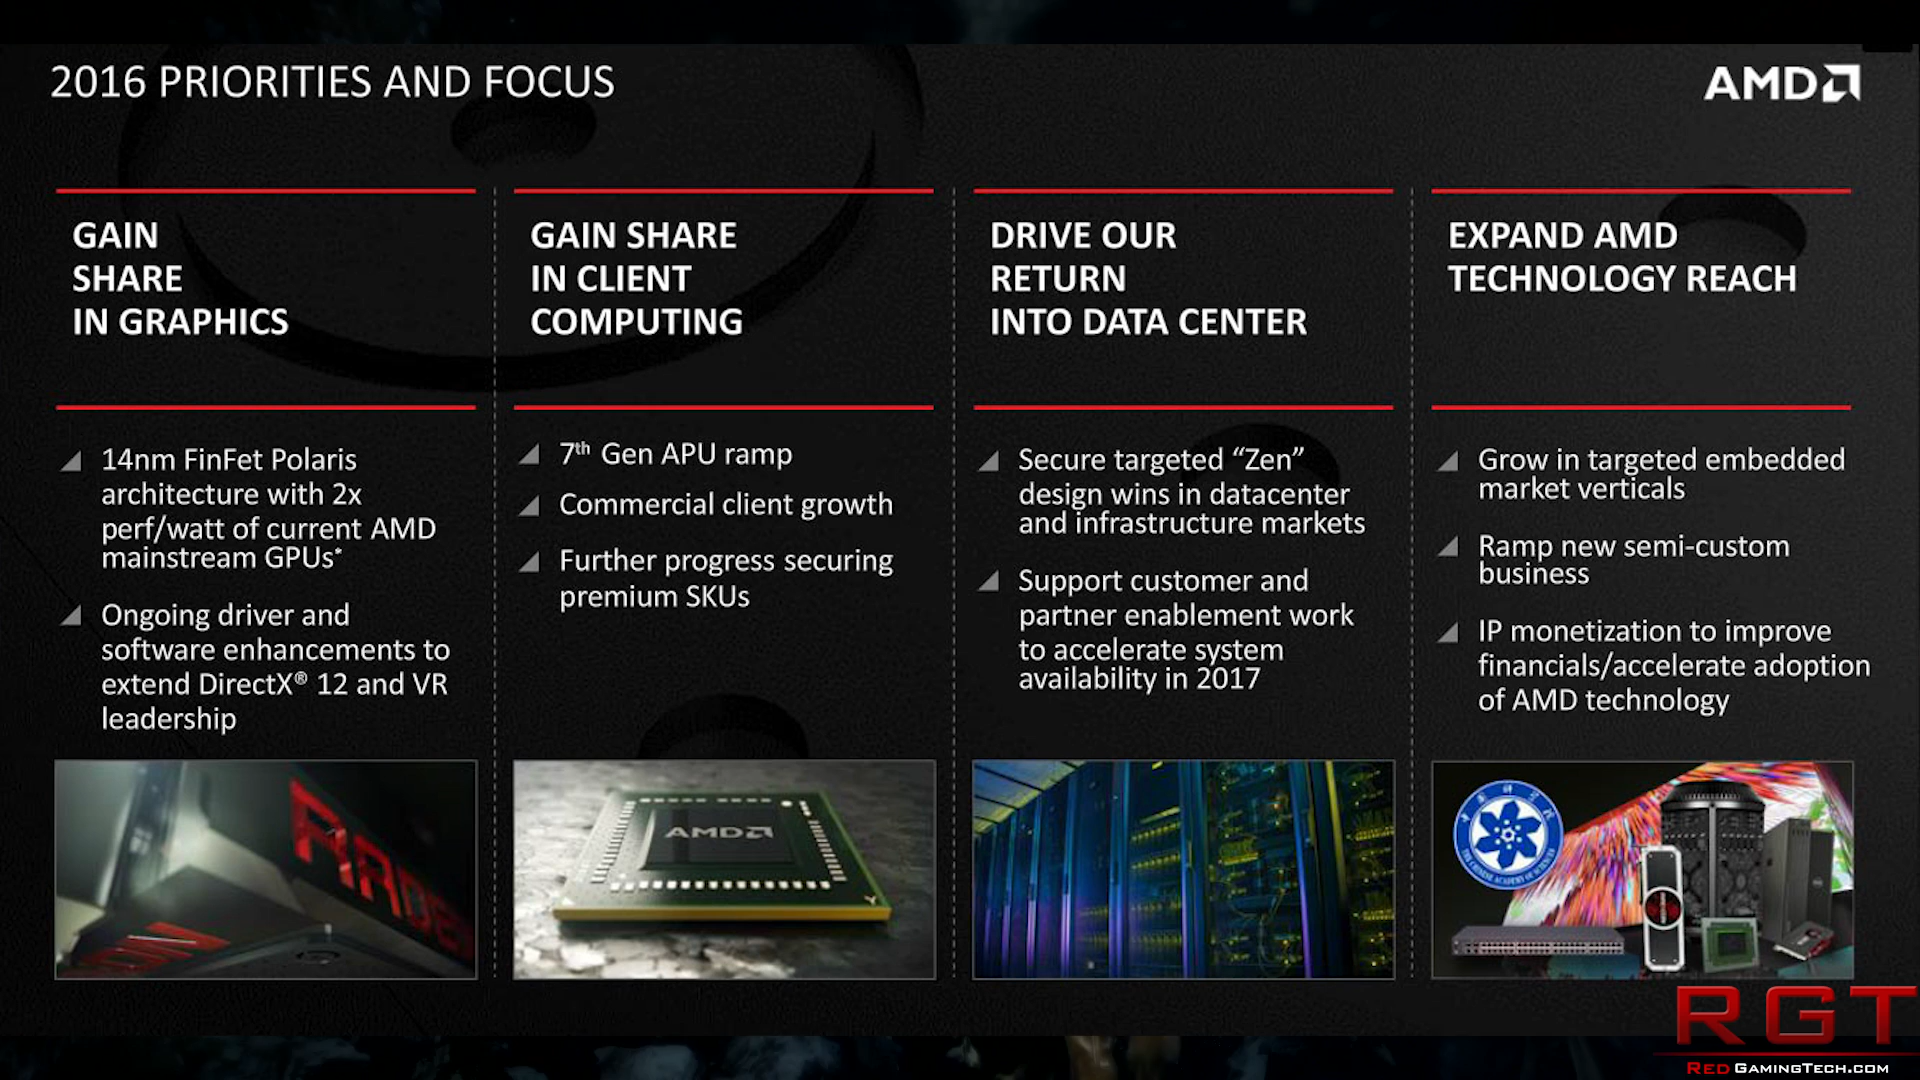 2016 PRIORITIES AND FOCUS
AMD
GAIN
SHARE
IN GRAPHICS
14nm FinFet Polaris
architecture with 2x
perf/watt of current AMD
mainstream GPUs*
Ongoing driver and
software enhancements to
extend DirectX® 12 and VR
leadership
RADEON
GAIN SHARE
IN CLIENT
COMPUTING
7th Gen APU ramp
Commercial client growth
Further progress securing
premium SKUs
AMD
DRIVE OUR
RETURN
INTO DATA CENTER
Secure targeted “Zen”
design wins in datacenter
and infrastructure markets
Support customer and
partner enablement work
to accelerate system
availability in 2017
EXPAND AMD
TECHNOLOGY REACH
Grow in targeted embedded
market verticals
Ramp new semi-custom
business
IP monetization to improve
financials/accelerate adoption
of AMD technology
RGT
RED GAMINGTECH.COM